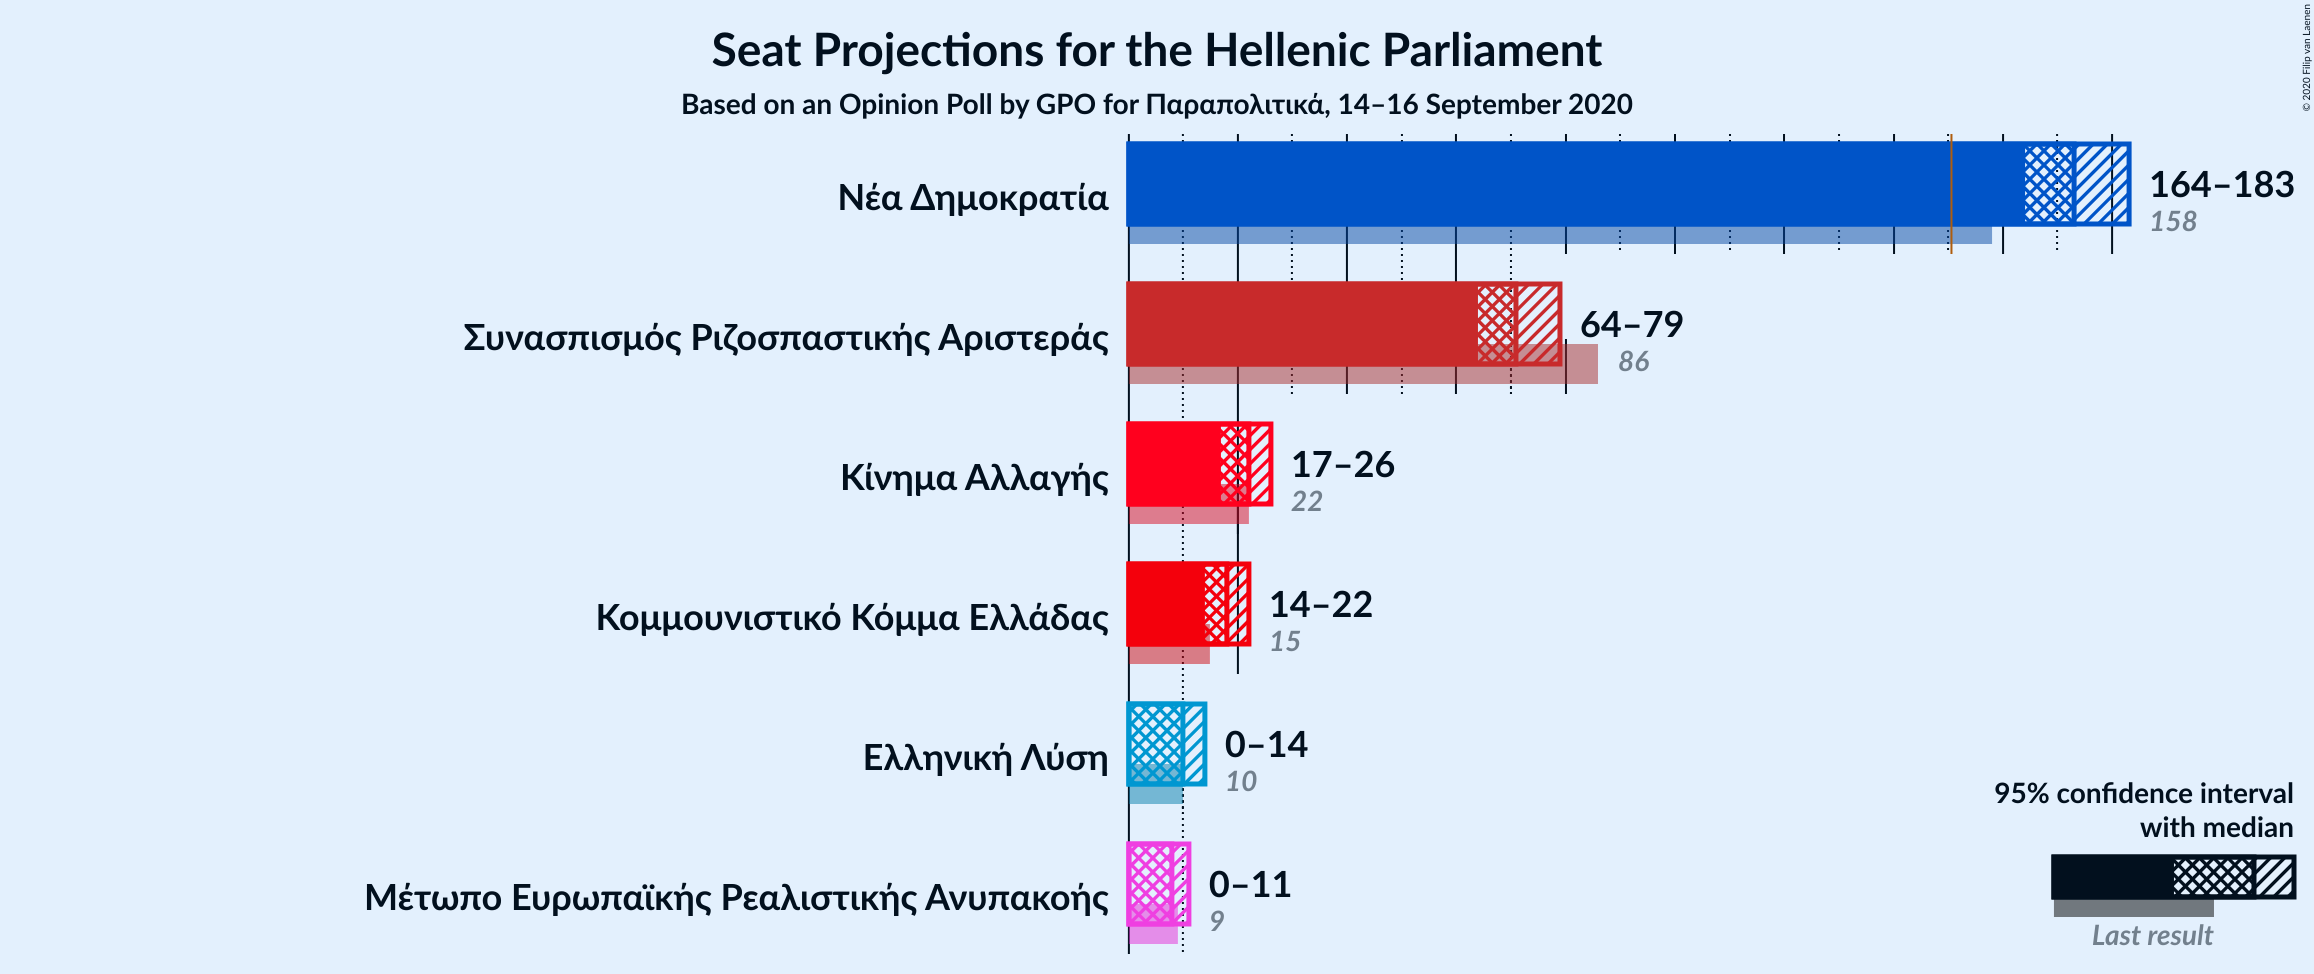 © 2020 Filip van Laenen
Seat Projections for the Hellenic Parliament
Based on an Opinion Poll by GPO for Παραπολιτικά, 14–16 September 2020
Νέα Δημοκρατία
164–183
158
Συνασπισμός Ριζοσπαστικής Αριστεράς
64–79
86
Κίνημα Αλλαγής
17–26
22
Κομμουνιστικό Κόμμα Ελλάδας
14–22
15
Ελληνική Λύση
0–14
10
Μέτωπο Ευρωπαϊκής Ρεαλιστικής Ανυπακοής
0–11
9
95% confidence interval
with median
Last result